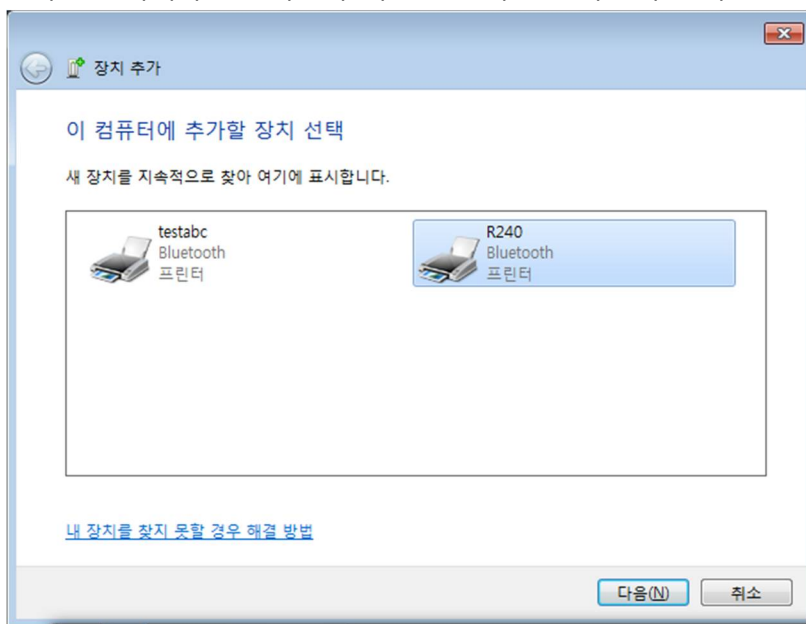 장치 추가
이 컴퓨터에 추가할 장치 선택
새 장치를 지속적으로 찾아 여기에 표시합니다.
testabc
Bluetooth
프린터
R240
Bluetooth
프린터
내 장치를 찾지 못할 경우 해결 방법
다음(N)
취소